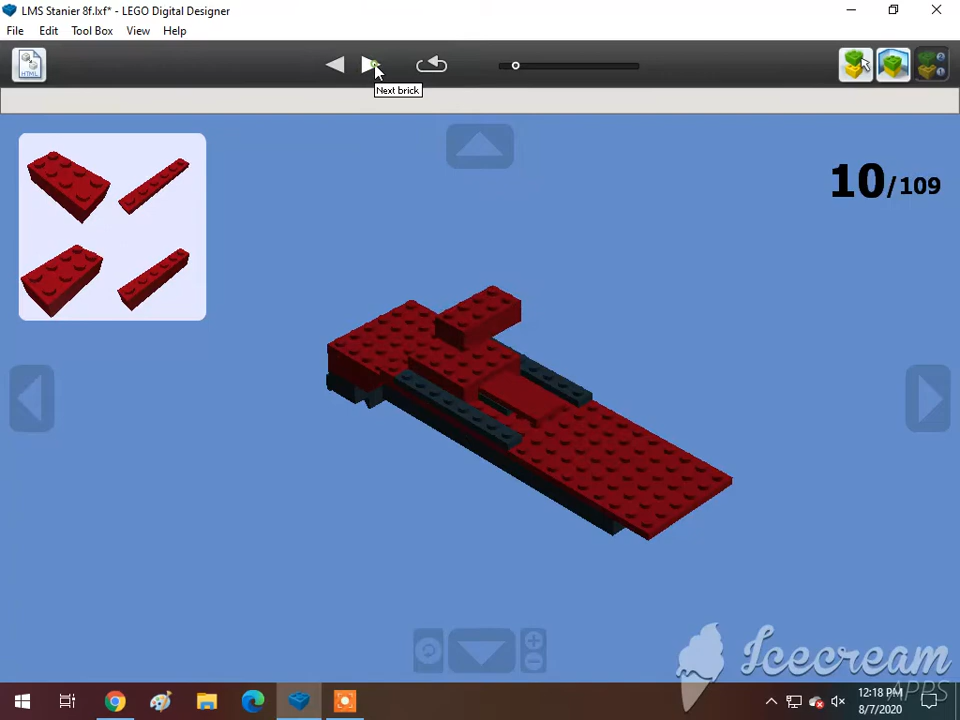 LMS Stanier 8f.lxf* - LEGO Digital Designer
File Edit Tool Box View Help
HTML
Next brick
10/109
Icecream
APPS
12:18 PM
8/7/2020